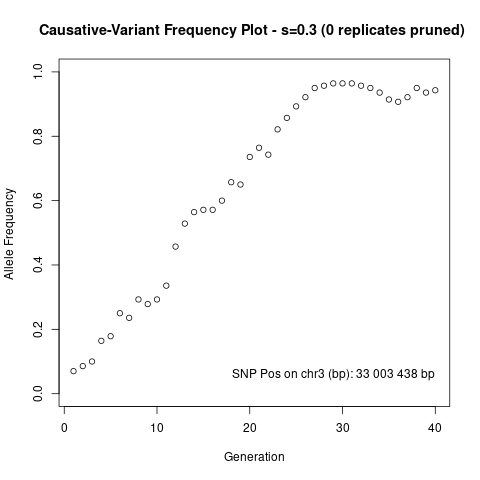 Causative-Variant Frequency Plot - s=0.3 (0 replicates pruned)
1.0
0.8
0.6
0.4
0.2
0.0
Allele Frequency
SNP Pos on chr3 (bp): 33 003 438 bp
0 10 20 30 40
Generation